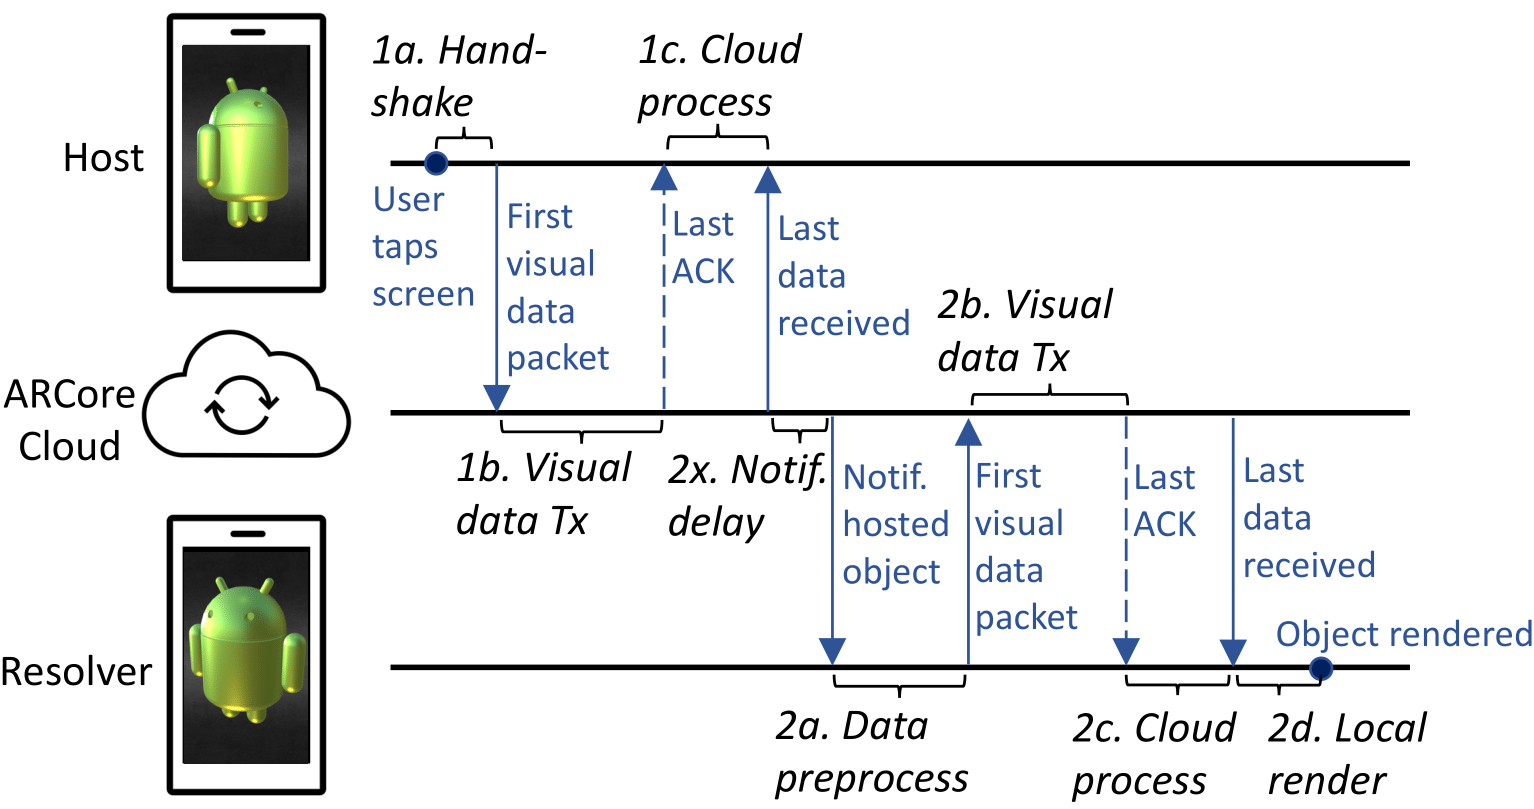 1a. Hand-
shake
1c. Cloud
process
Host
User
taps
screen
First
visual
data
packet
Last
ACK
Last
data
received
2b. Visual
data Tx
ARCore
Cloud
1b. Visual
data Tx
2x. Notif.
delay
Notif.
hosted
object
First
visual
data
packet
Last
ACK
Last
data
received
Object rendered
Resolver
2a. Data
preprocess
2c. Cloud
process
2d. Local
render